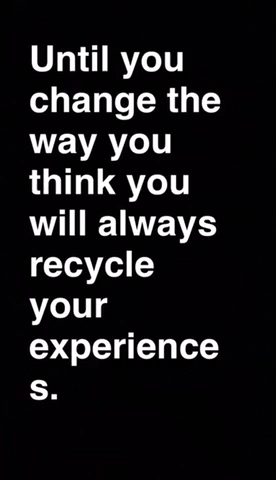 Until you
change the
way you
think you
will always
recycle
your
experience
s.